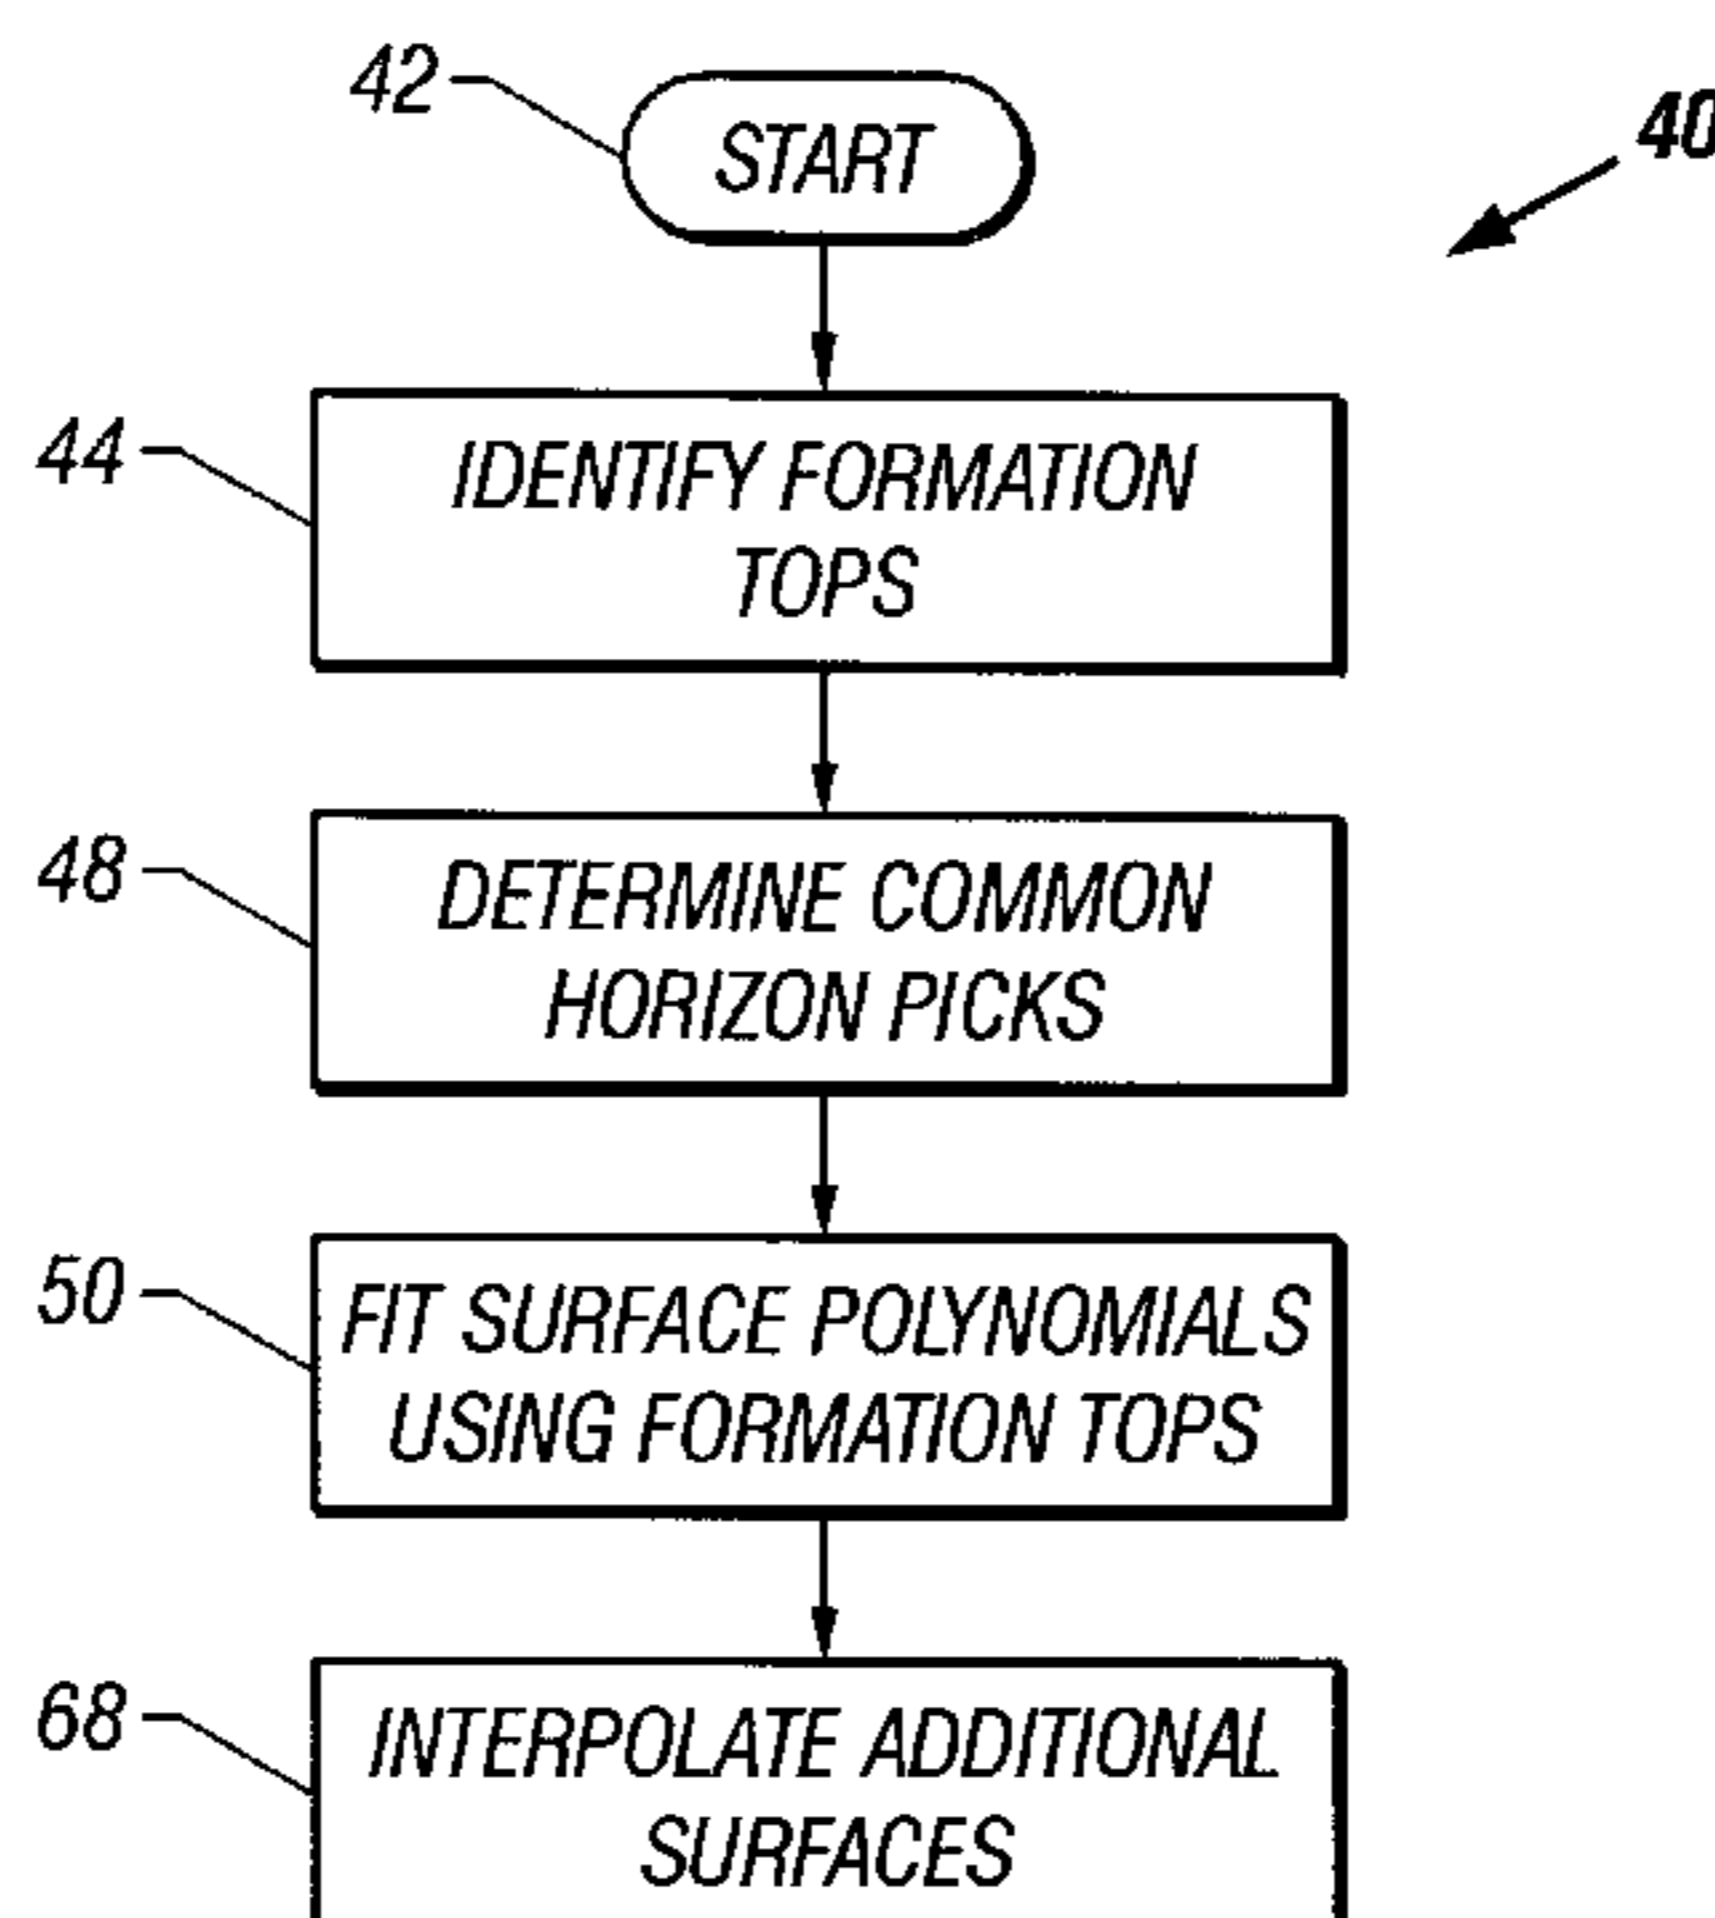 42
START
40
44
IDENTIFY FORMATION
TOPS
48
DETERMINE COMMON
HORIZON PICKS
50
FIT SURFACE POLYNOMIALS
USING FORMATION TOPS
68
INTERPOLATE ADDITIONAL
SURFACES